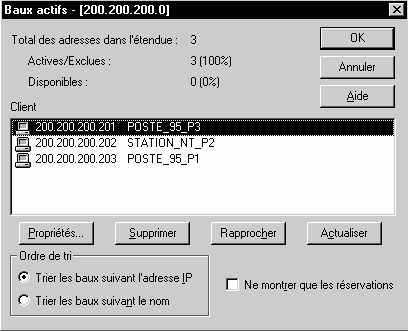 Baux actifs - [200.200.200.0]
Total des adresses dans l'étendue : 3
Actives/Exclues : 3 (100%)
Disponibles : 0 (0%)
OK
Annuler
Aide
Client
200.200.200.201 POSTE_95_P3
200.200.200.202 STATION_NT_P2
200.200.200.203 POSTE_95_P1
Propriétés... Supprimer Rapprocher Actualiser
Ordre de tri
Trier les baux suivant l'adresse IP
Trier les baux suivant le nom
Ne montrer que les réservations